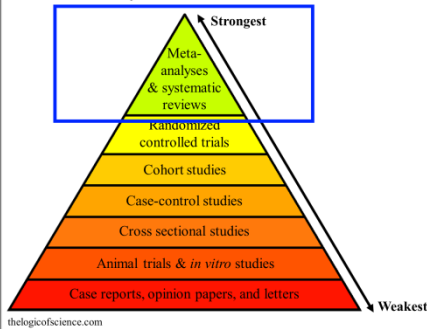 Strongest
Meta-
analyses
& systematic
reviews
Randomized
controlled trials
Cohort studies
Case-control studies
Cross sectional studies
Animal trials & in vitro studies
Case reports, opinion papers, and letters
Weakest
thelogicofscience.com